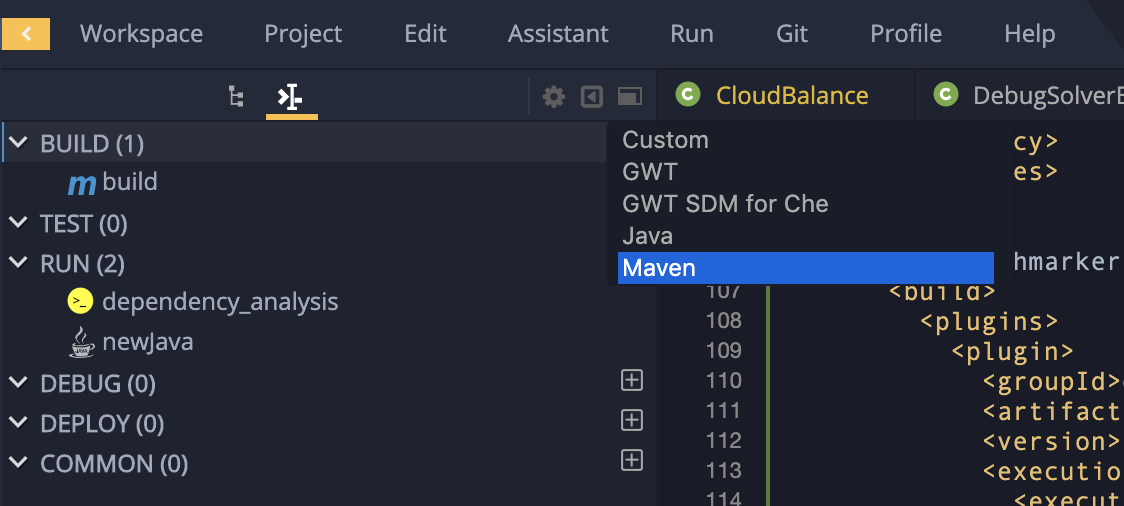 Workspace Project Edit Assistant Run Git Profile Help
CloudBalance
DebugSolverE
BUILD (1)
build
TEST (0)
RUN (2)
dependency_analysis
newJava
DEBUG (0)
DEPLOY (0)
COMMON (0)
Custom
GWT
GWT SDM for Che
Java
Maven
cy>
es>
hmarker
107 <build>
108 <plugins>
109 <plugin>
110 <groupId>
111 <artifact
112 <version>
113 <executio
114 <execut